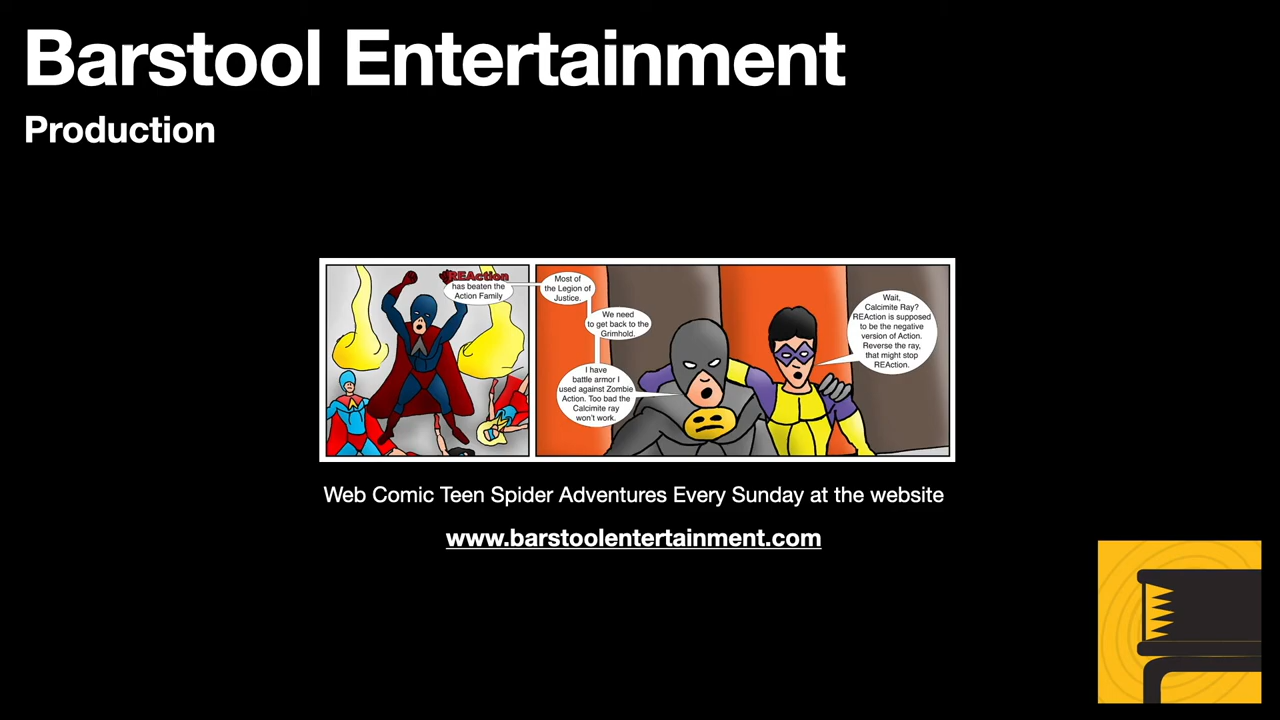 Barstool Entertainment
Production
REAction
has beaten the
Action Family
Most of
the Legion of
Justice.
We need
to get back to the
Grimhold.
I have
battle armor I
used against Zombie
Action. Too bad the
Calcimite ray
won't work.
Wait,
Calcimite Ray?
REAction is supposed
to be the negative
version of Action.
Reverse the ray,
that might stop
REAction.
Web Comic Teen Spider Adventures Every Sunday at the website
www.barstoolentertainment.com